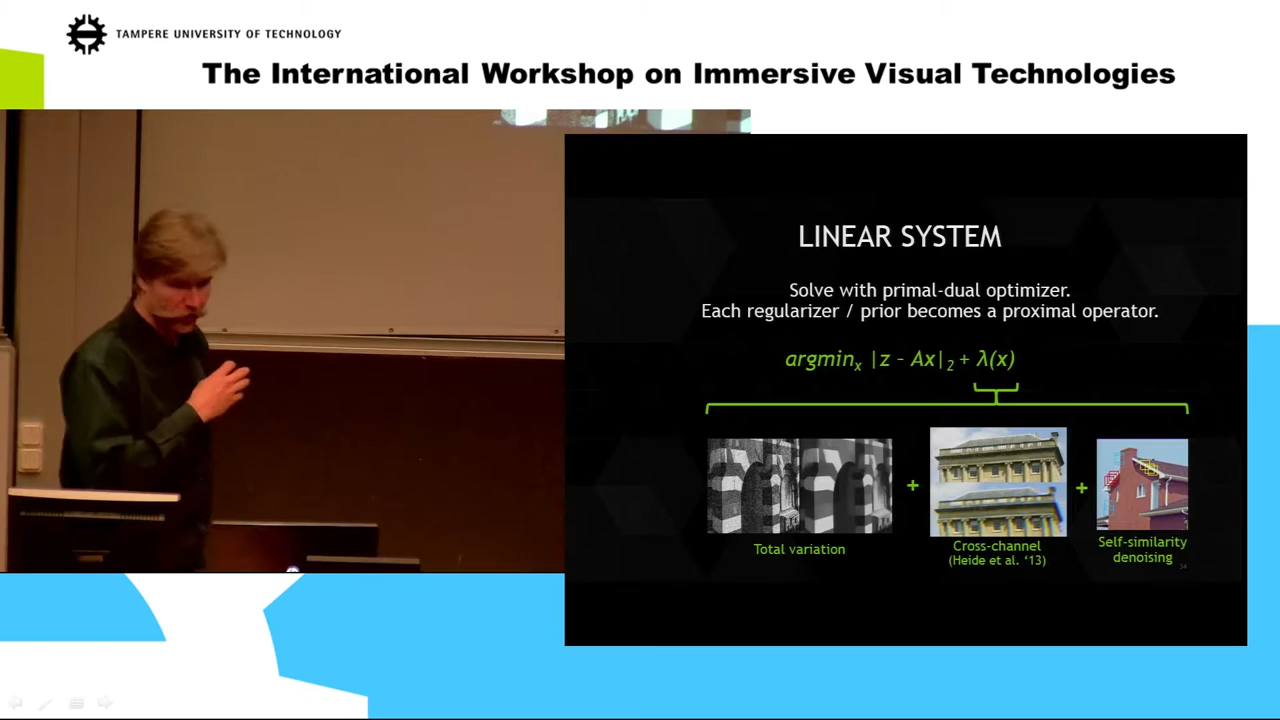 TAMPERE UNIVERSITY OF TECHNOLOGY
The International Workshop on Immersive Visual Technologies
LINEAR SYSTEM
Solve with primal-dual optimizer.
Each regularizer / prior becomes a proximal operator.
argminₓ |z – Ax|₂ + λ(x)
+
+
Total variation
Cross-channel
(Heide et al. ‘13)
Self-similarity
denoising
34